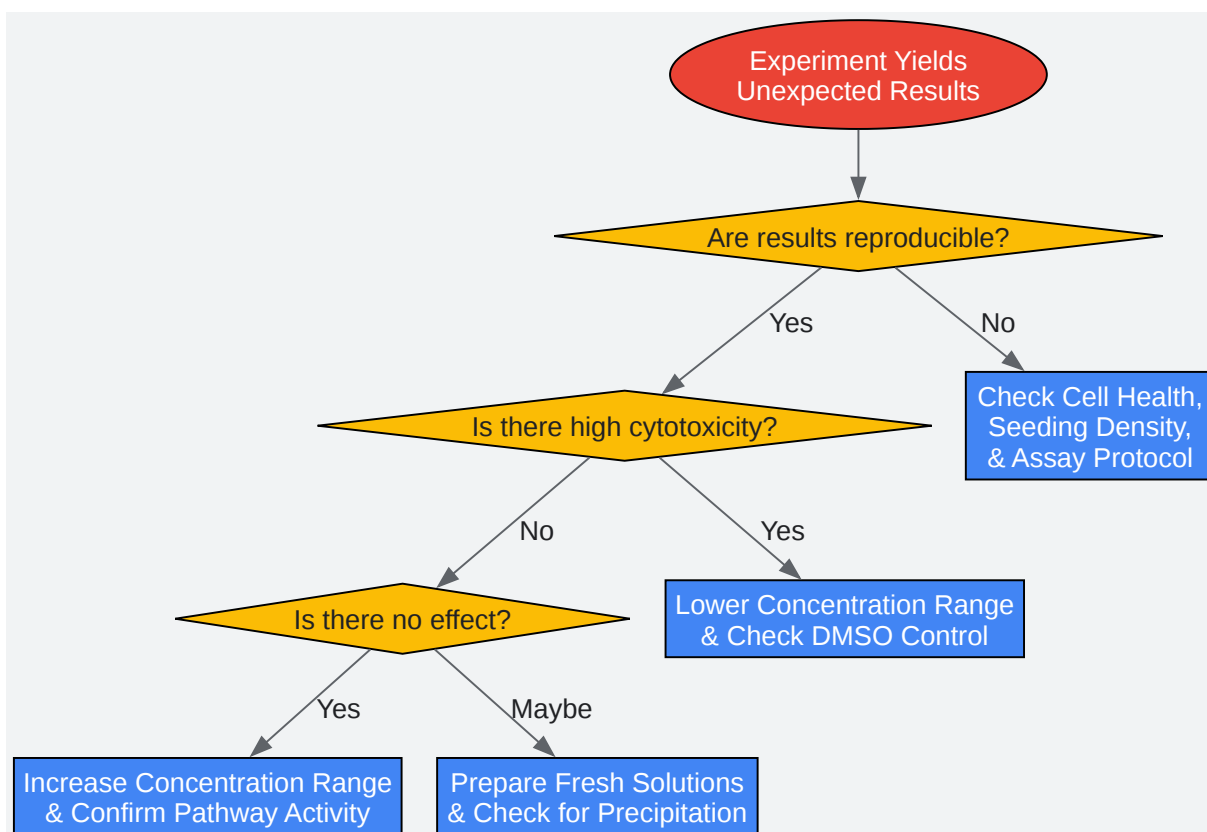 Experiment Yields
Unexpected Results
Are results reproducible?
Yes
No
Check Cell Health,
Seeding Density,
& Assay Protocol
Is there high cytotoxicity?
No
Yes
Lower Concentration Range
& Check DMSO Control
Is there no effect?
Yes
Maybe
Increase Concentration Range
& Confirm Pathway Activity
Prepare Fresh Solutions
& Check for Precipitation